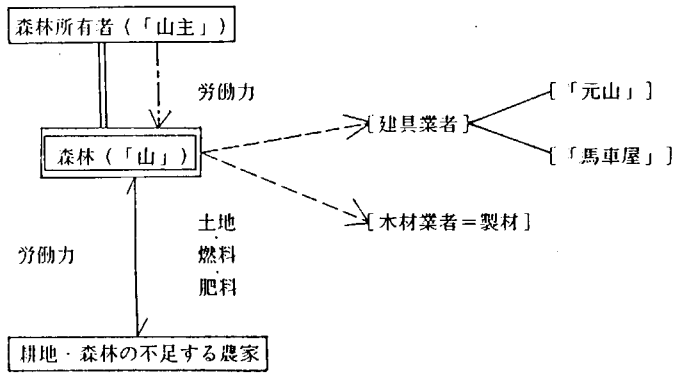 森林所有者(「山主」)
労働力
[建具業者]
[「元山」]
[「馬車屋」]
森林(「山」)
[木材業者=製材]
労働力
土地
・
燃料
・
肥料
耕地・森林の不足する農家